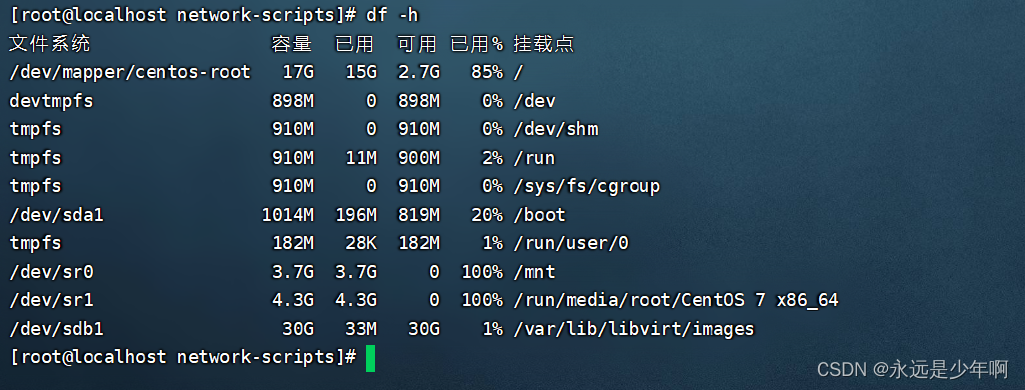 [root@localhost network-scripts]# df -h
文件系统 容量 已用 可用 已用% 挂载点
/dev/mapper/centos-root 17G 15G 2.7G 85% /
devtmpfs 898M 0 898M 0% /dev
tmpfs 910M 0 910M 0% /dev/shm
tmpfs 910M 11M 900M 2% /run
tmpfs 910M 0 910M 0% /sys/fs/cgroup
/dev/sda1 1014M 196M 819M 20% /boot
tmpfs 182M 28K 182M 1% /run/user/0
/dev/sr0 3.7G 3.7G 0 100% /mnt
/dev/sr1 4.3G 4.3G 0 100% /run/media/root/CentOS 7 x86_64
/dev/sdb1 30G 33M 30G 1% /var/lib/libvirt/images
[root@localhost network-scripts]#
CSDN @永远是少年啊